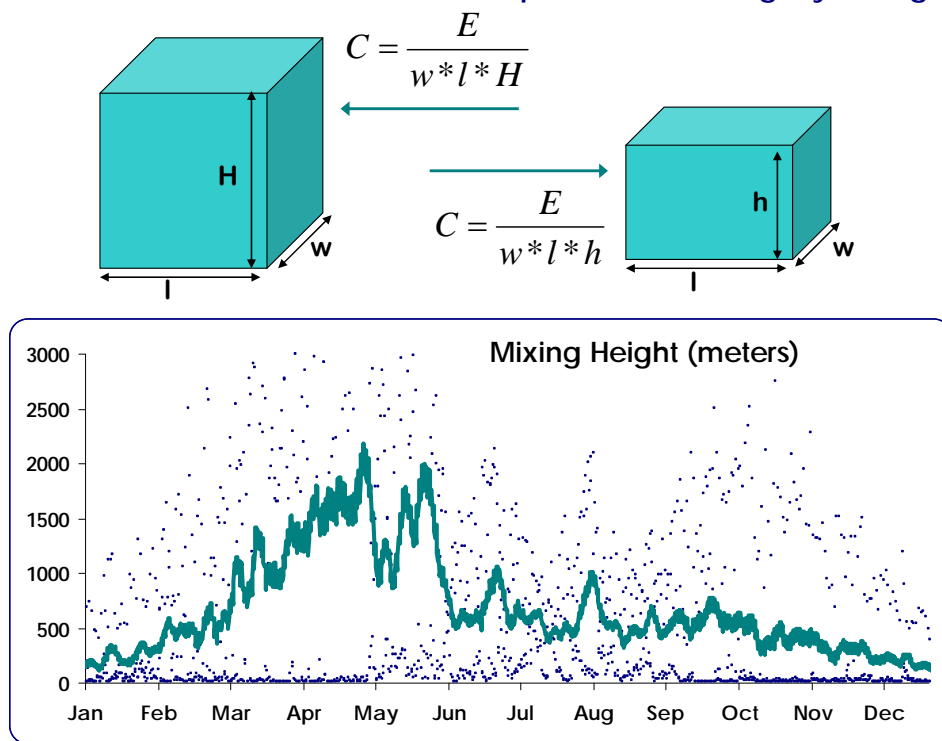 C = E / w*l*H
H
w
l
C = E / w*l*h
h
w
l
Mixing Height (meters)
3000
2500
2000
1500
1000
500
0
Jan Feb Mar Apr May Jun Jul Aug Sep Oct Nov Dec